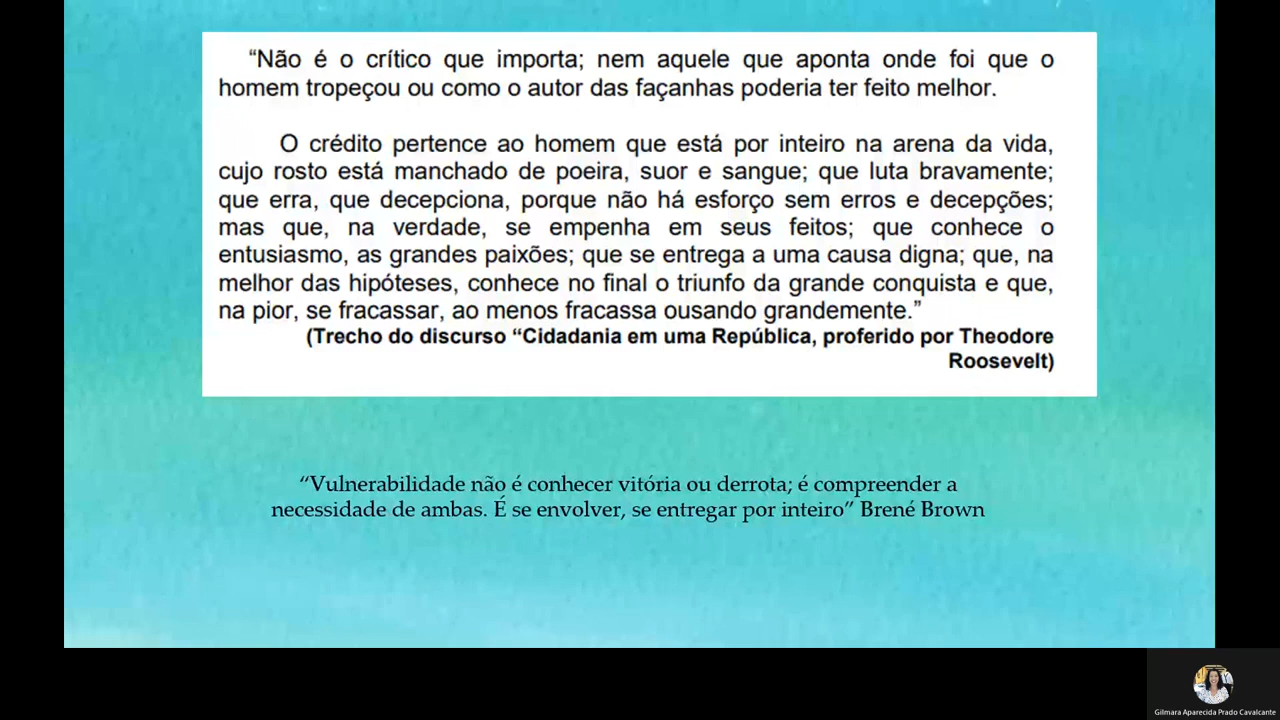 “Não é o crítico que importa; nem aquele que aponta onde foi que o
homem tropeçou ou como o autor das façanhas poderia ter feito melhor.
O crédito pertence ao homem que está por inteiro na arena da vida,
cujo rosto está manchado de poeira, suor e sangue; que luta bravamente;
que erra, que decepciona, porque não há esforço sem erros e decepções;
mas que, na verdade, se empenha em seus feitos; que conhece o
entusiasmo, as grandes paixões; que se entrega a uma causa digna; que, na
melhor das hipóteses, conhece no final o triunfo da grande conquista e que,
na pior, se fracassar, ao menos fracassa ousando grandemente.”
(Trecho do discurso “Cidadania em uma República, proferido por Theodore
Roosevelt)
“Vulnerabilidade não é conhecer vitória ou derrota; é compreender a
necessidade de ambas. É se envolver, se entregar por inteiro” Brené Brown
Gilmara Aparecida Prado Cavalcante